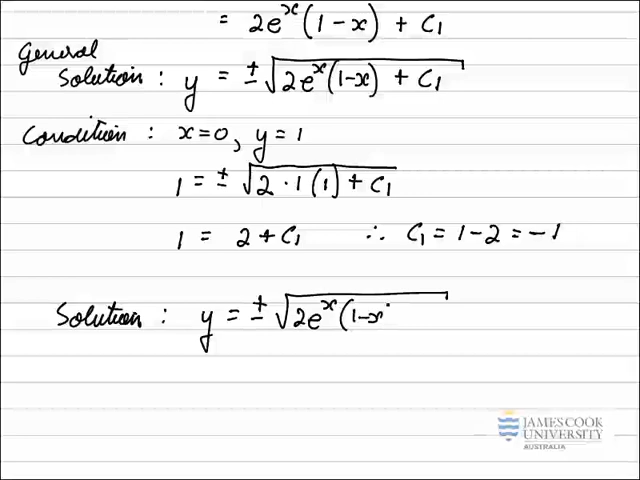 = 2e^x (1 - x) + C₁
General
Solution : y = ± √(2e^x (1-x) + C₁)
Condition : x=0, y=1
1 = ± √(2 · 1 (1) + C₁)
1 = 2 + C₁ ∴ C₁ = 1 - 2 = -1
Solution : y = ± √(2e^x (1-x
JAMES COOK
UNIVERSITY
AUSTRALIA